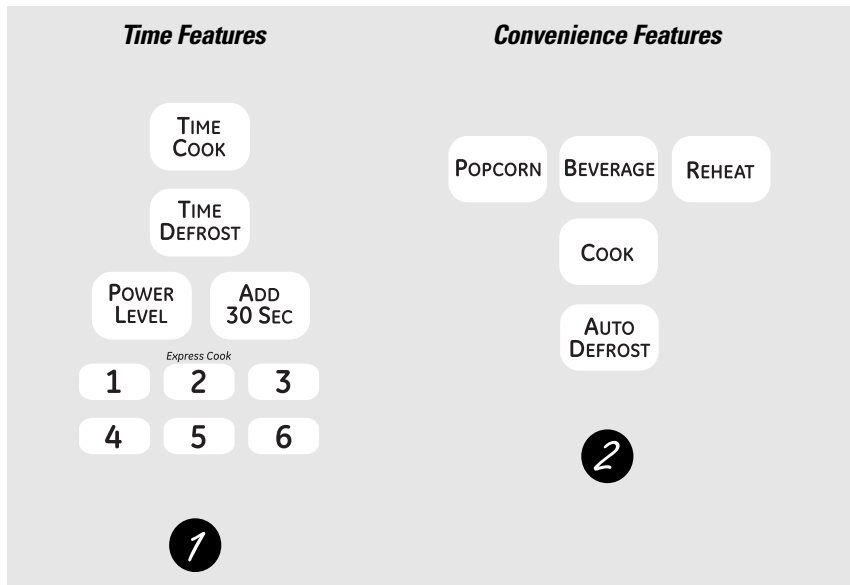 Time Features
TIME
COOK
TIME
DEFROST
POWER
LEVEL
ADD
30 SEC
Express Cook
1 2 3
4 5 6
1
Convenience Features
POPCORN BEVERAGE REHEAT
COOK
AUTO
DEFROST
2